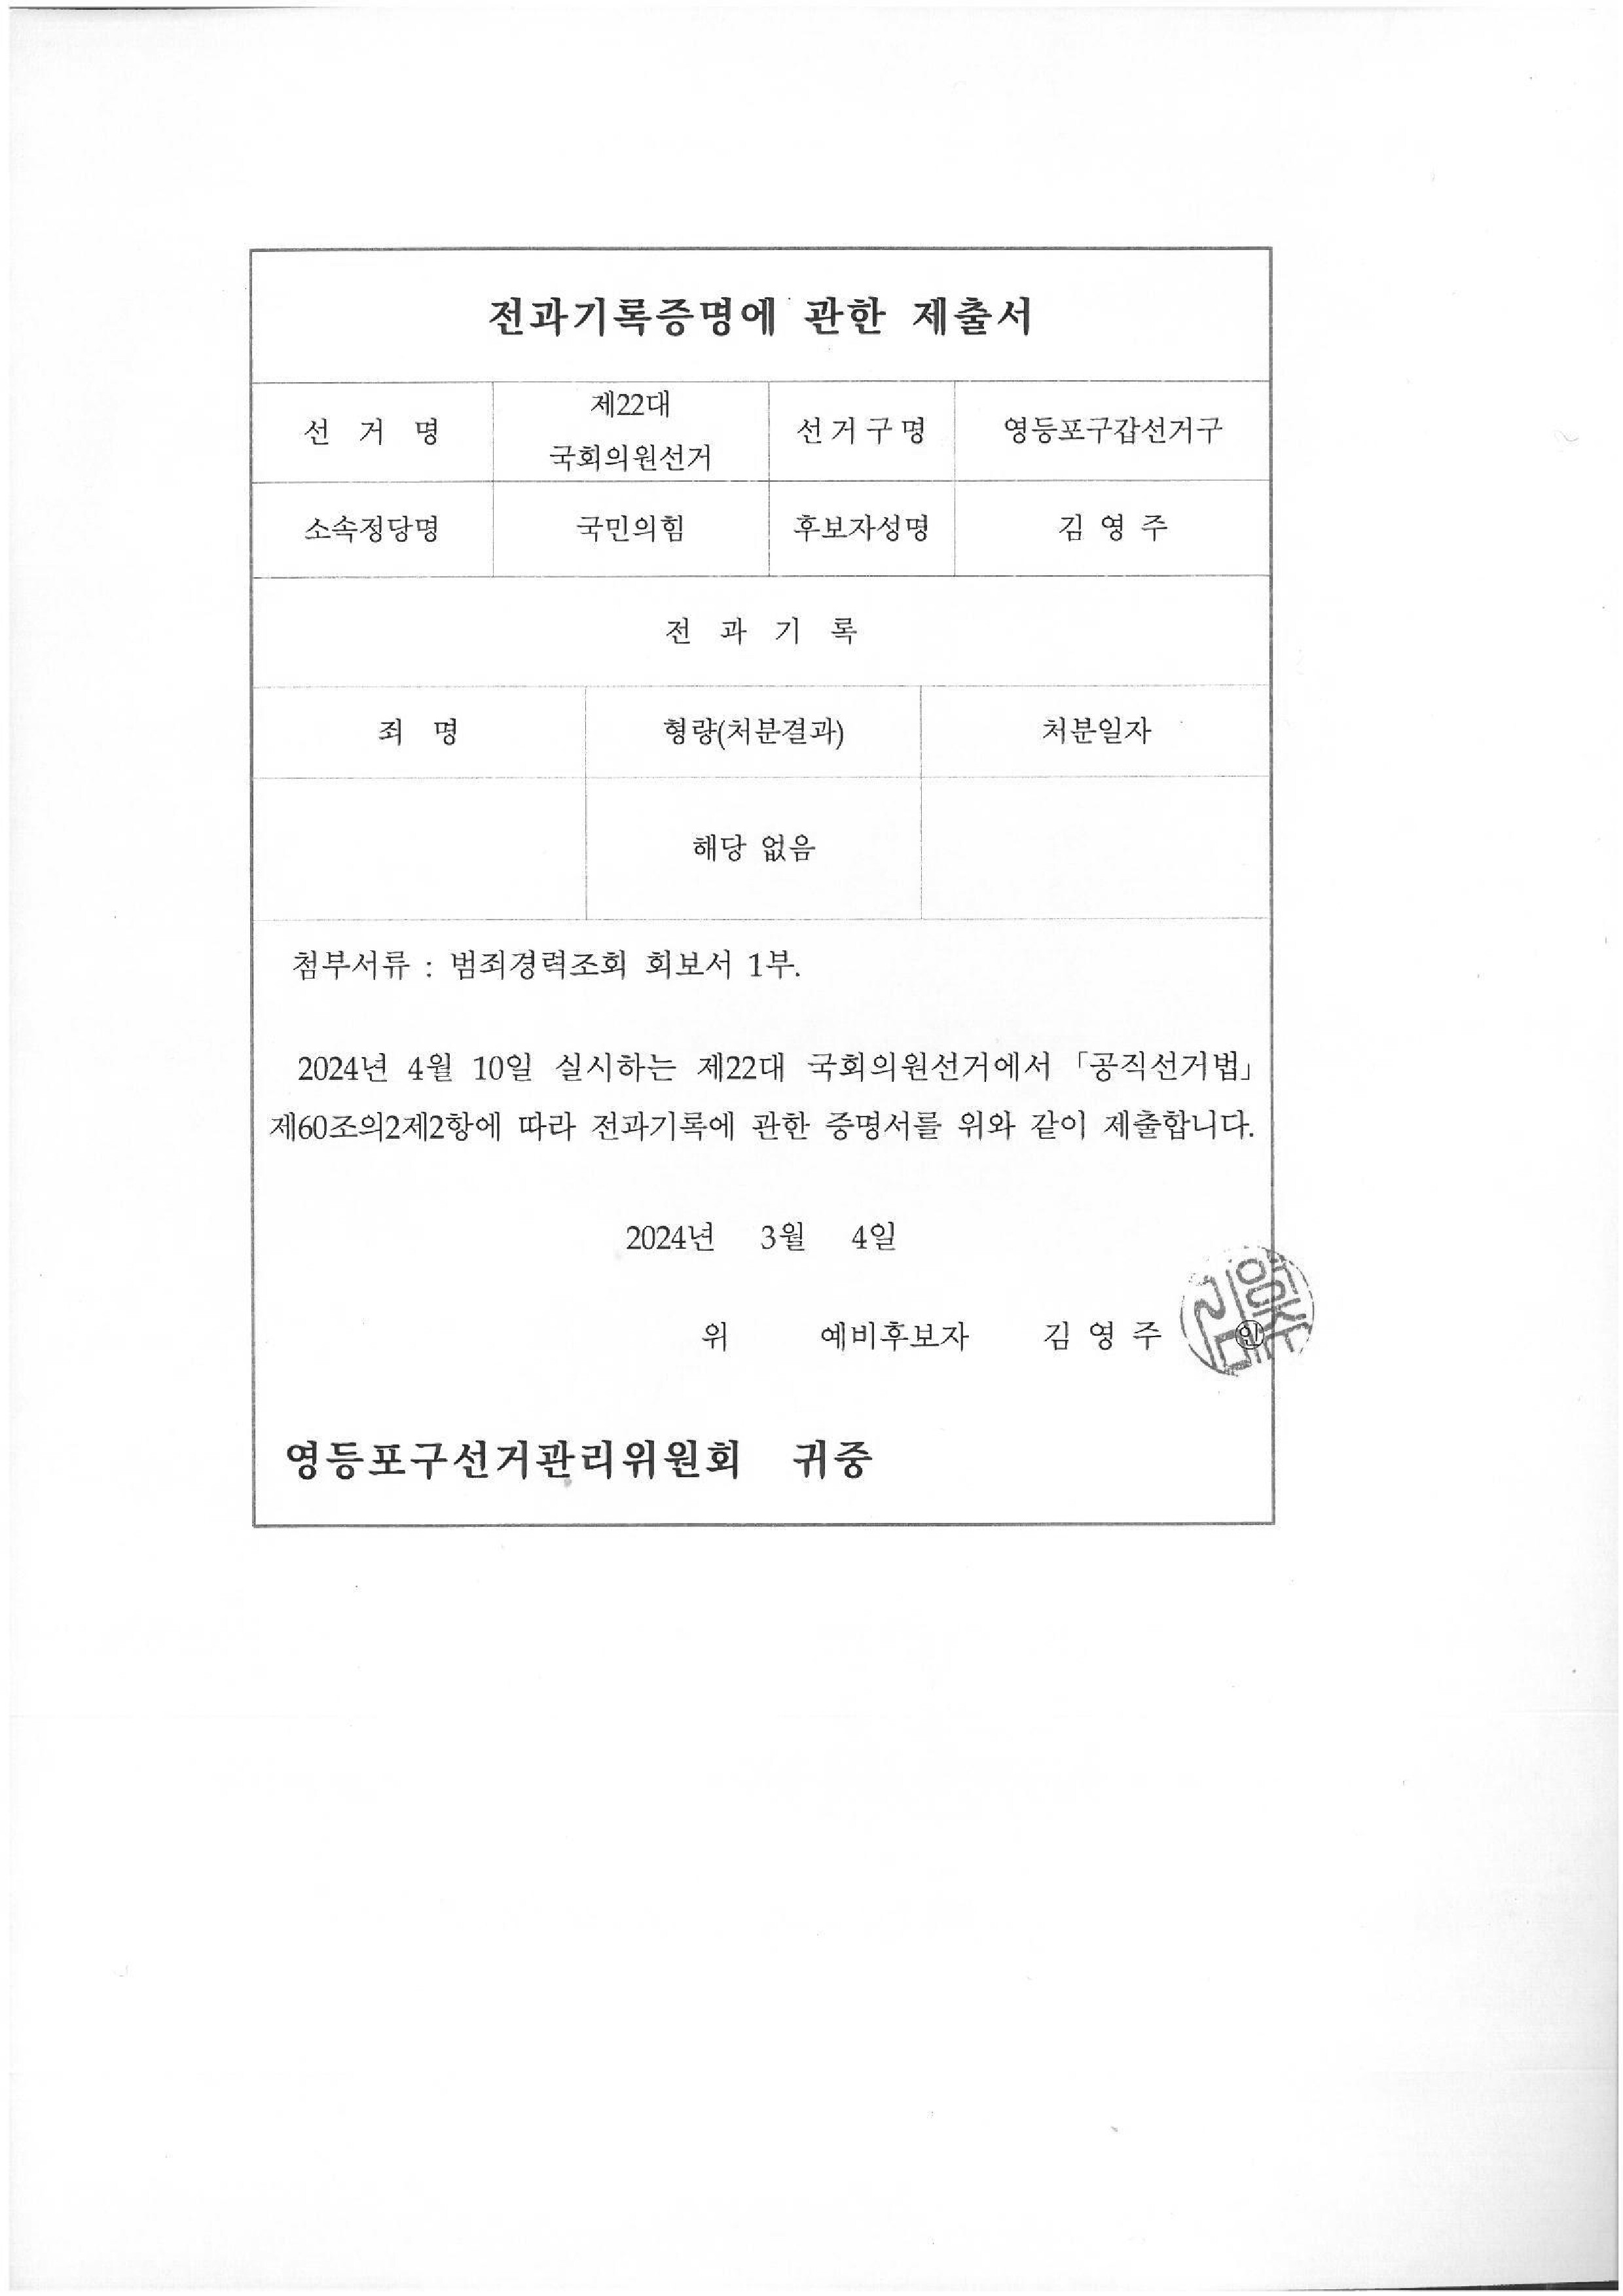 전과기록증명에 관한 제출서
선 거 명 제22대 국회의원선거 선거구명 영등포구갑선거구
소속정당명 국민의힘 후보자성명 김 영 주
전 과 기 록
죄 명 형량(처분결과) 처분일자
해당 없음
첨부서류 : 범죄경력조회 회보서 1부.
2024년 4월 10일 실시하는 제22대 국회의원선거에서 「공직선거법」
제60조의2제2항에 따라 전과기록에 관한 증명서를 위와 같이 제출합니다.
2024년 3월 4일
위 예비후보자 김 영 주 ㊞
김영주
영등포구선거관리위원회 귀중